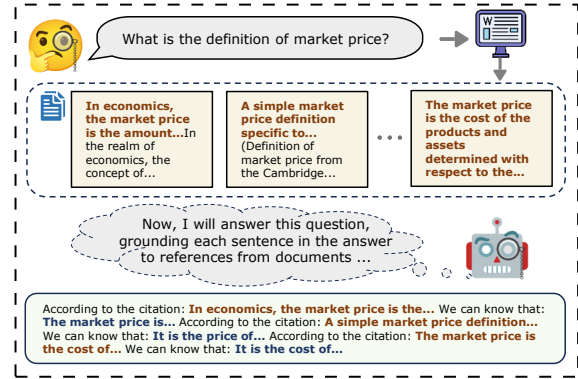 What is the definition of market price?
W
In economics,
the market price
is the amount...In
the realm of
economics, the
concept of...
A simple market
price definition
specific to...
(Definition of
market price from
the Cambridge...
The market price
is the cost of the
products and
assets
determined with
respect to the...
Now, I will answer this question,
grounding each sentence in the answer
to references from documents ...
According to the citation: In economics, the market price is the... We can know that:
The market price is... According to the citation: A simple market price definition...
We can know that: It is the price of... According to the citation: The market price is
the cost of... We can know that: It is the cost of...